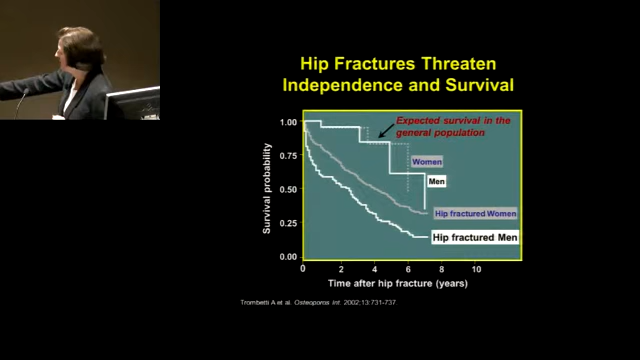 Hip Fractures Threaten
Independence and Survival
1.00
0.75
0.50
0.25
0.00
Survival probability
Expected survival in the
general population
Women
Men
Hip fractured Women
Hip fractured Men
0 2 4 6 8 10
Time after hip fracture (years)
Trombetti A et al. Osteoporos Int. 2002;13:731-737.